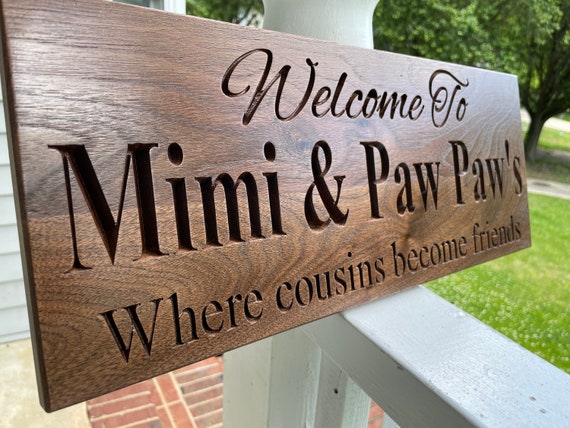 Welcome To
Mimi & Paw Paw's
Where cousins become friends